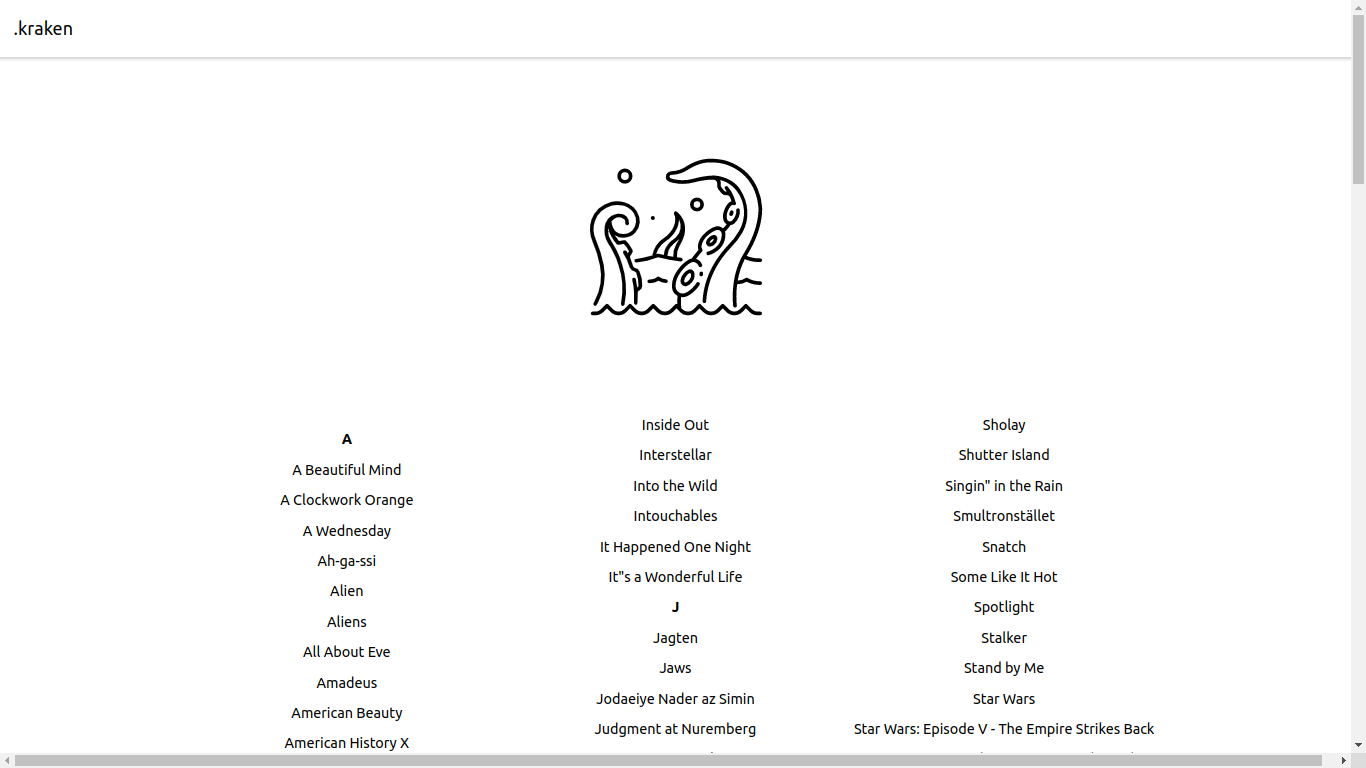 .kraken
A
A Beautiful Mind
A Clockwork Orange
A Wednesday
Ah-ga-ssi
Alien
Aliens
All About Eve
Amadeus
American Beauty
American History X
Inside Out
Interstellar
Into the Wild
Intouchables
It Happened One Night
It"s a Wonderful Life
J
Jagten
Jaws
Jodaeiye Nader az Simin
Judgment at Nuremberg
Sholay
Shutter Island
Singin" in the Rain
Smultronstället
Snatch
Some Like It Hot
Spotlight
Stalker
Stand by Me
Star Wars
Star Wars: Episode V - The Empire Strikes Back